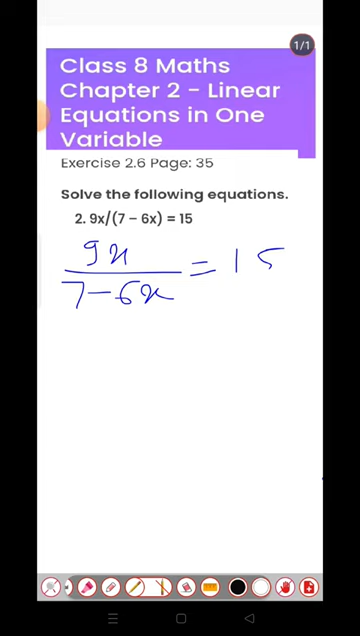 1/1
Class 8 Maths
Chapter 2 - Linear
Equations in One
Variable
Exercise 2.6 Page: 35
Solve the following equations.
2. 9x/(7 – 6x) = 15
9x
7-6x
= 15